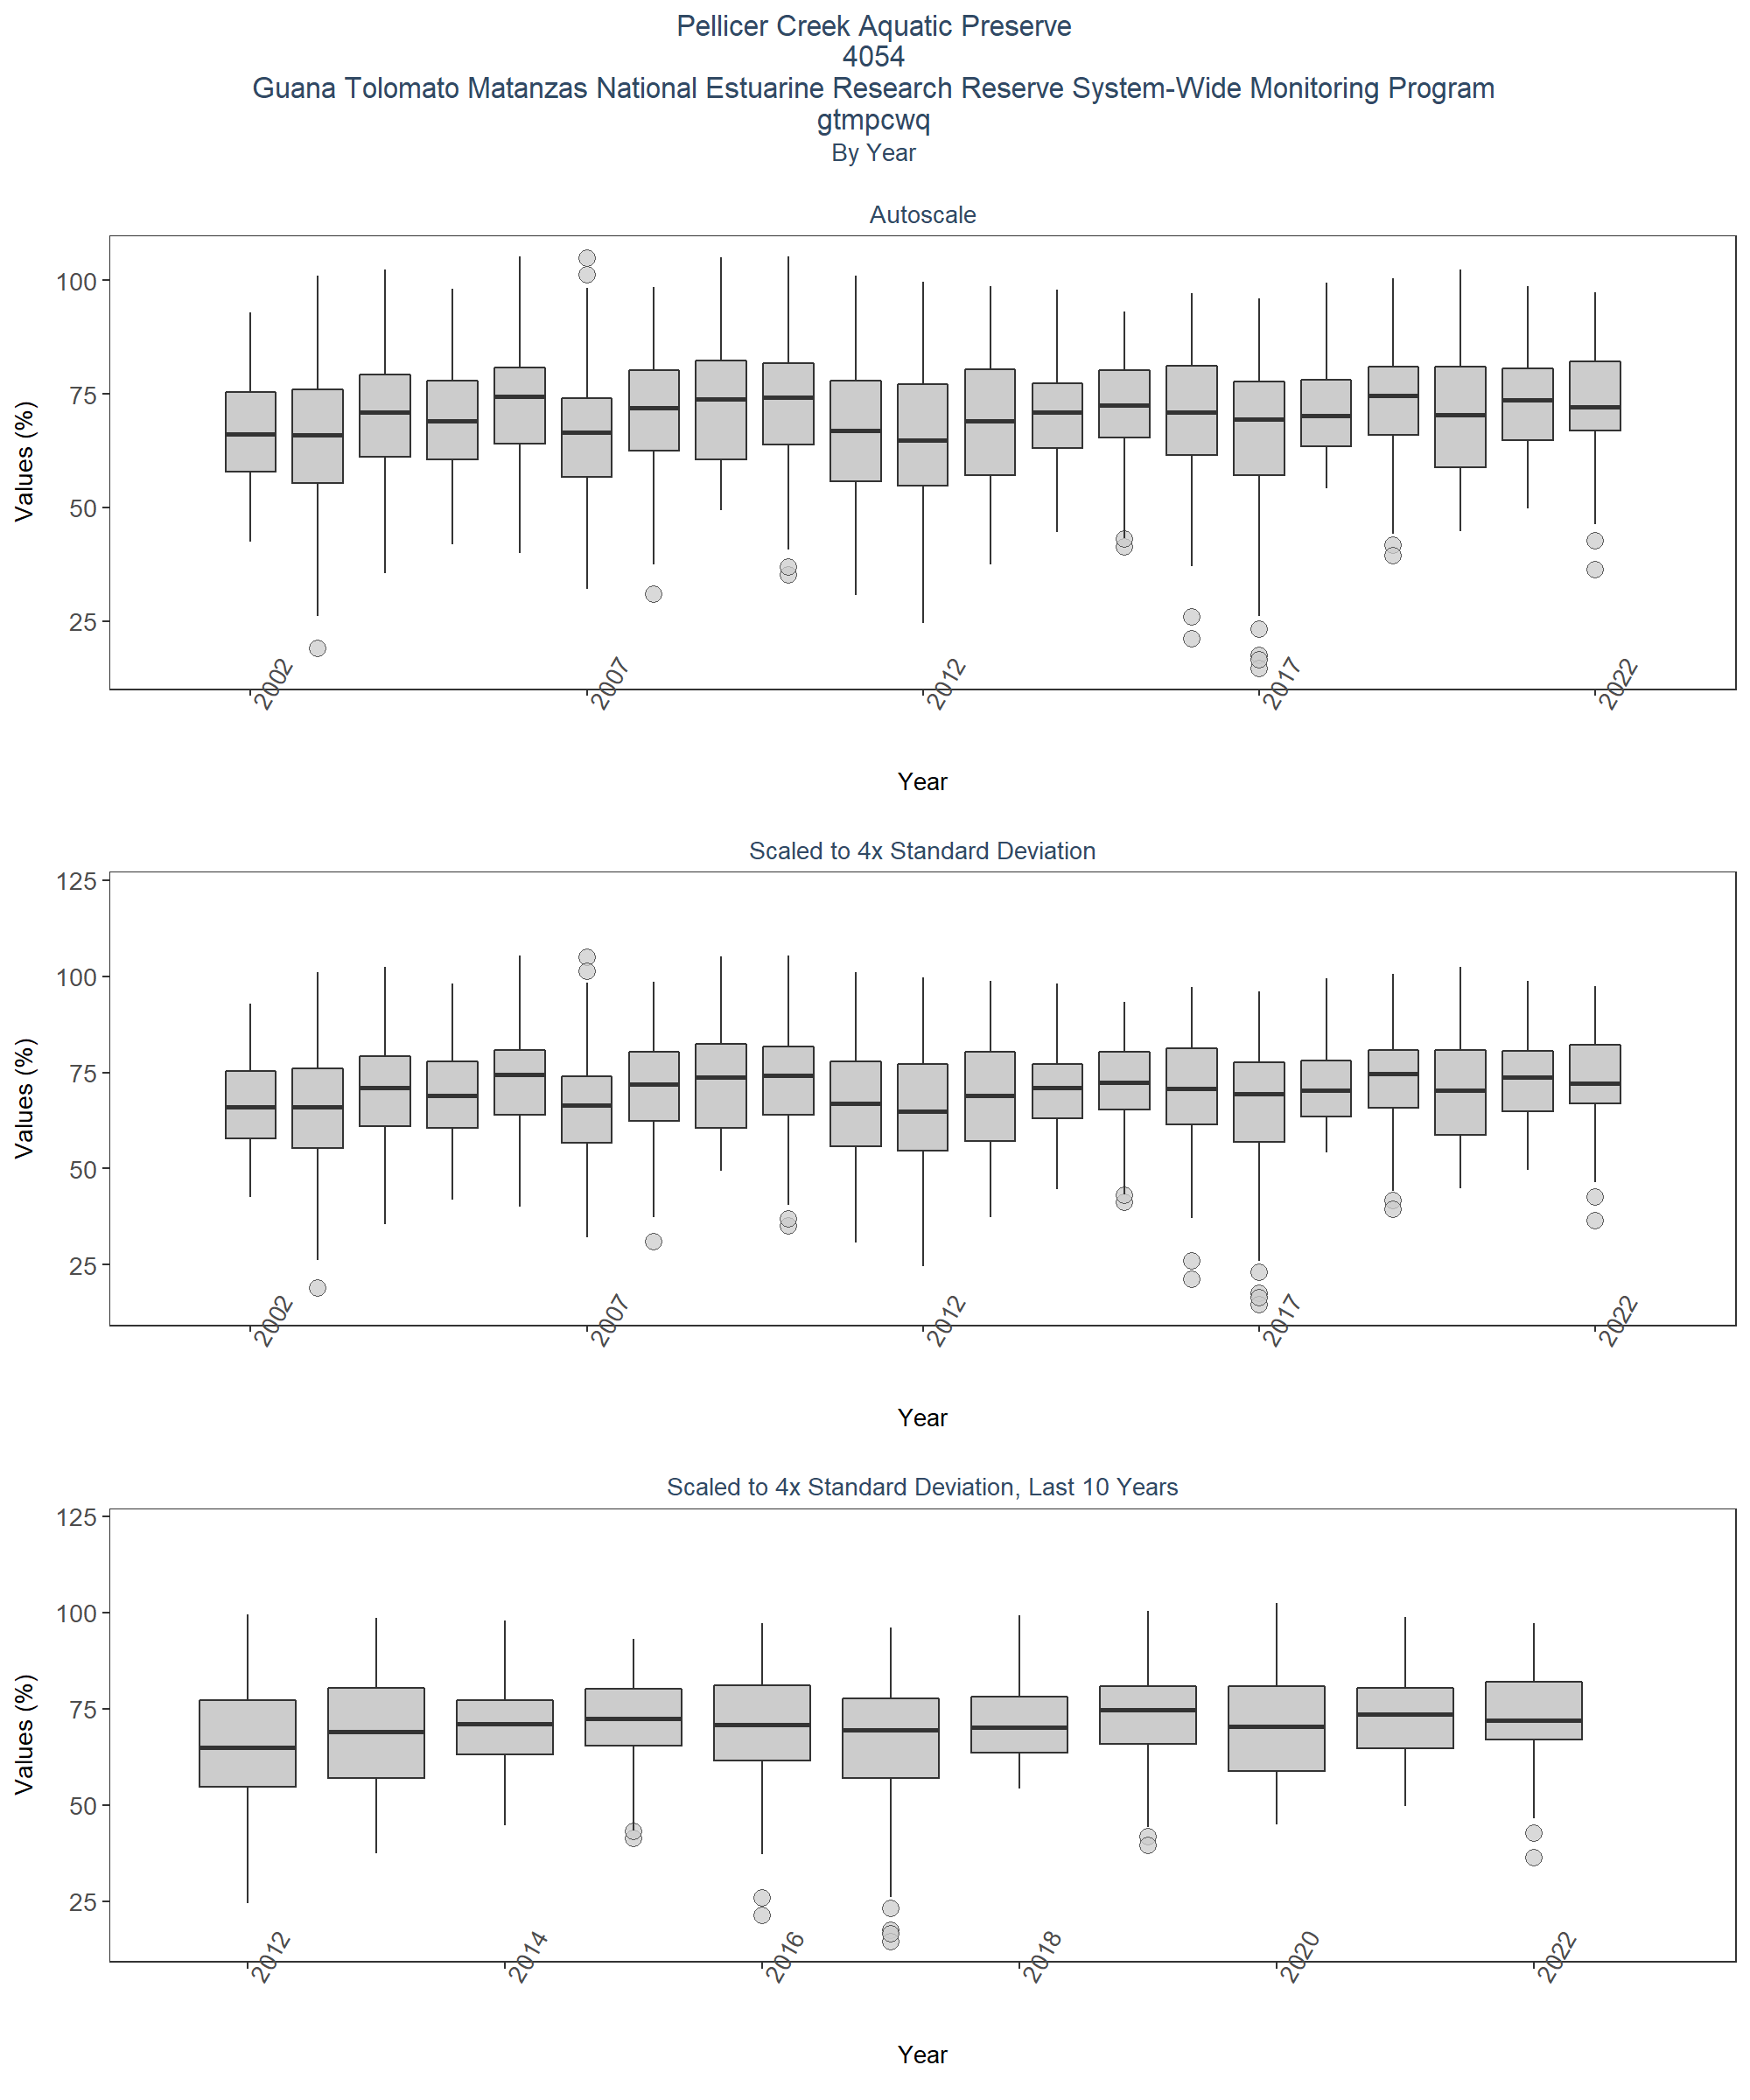 Pellicer Creek Aquatic Preserve
4054
Guana Tolomato Matanzas National Estuarine Research Reserve System-Wide Monitoring Program
gtmpcwq
By Year
Autoscale
Values (%)
100
75
50
25
2002
2007
2012
2017
2022
Year
Scaled to 4x Standard Deviation
Values (%)
125
100
75
50
25
2002
2007
2012
2017
2022
Year
Scaled to 4x Standard Deviation, Last 10 Years
Values (%)
125
100
75
50
25
2012
2014
2016
2018
2020
2022
Year